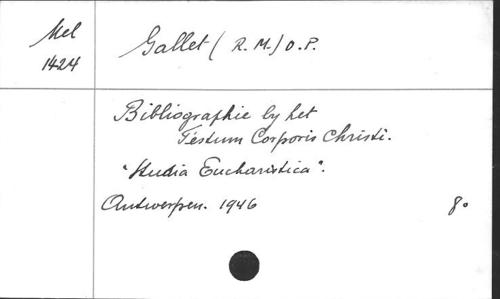 Mel
1424
Gallet (R. M.) O.P.
Bibliographie by het
Festum Corporis Christi.
"Studia Eucharistica".
Antwerpen. 1946 8°